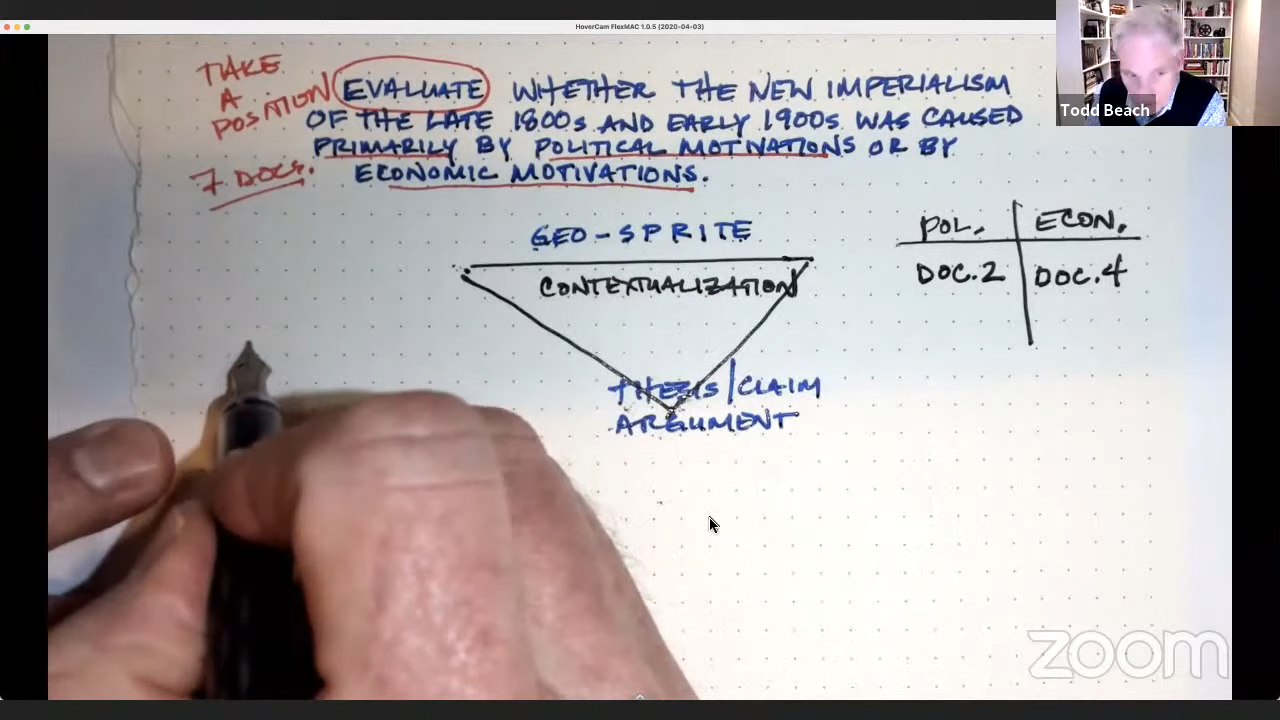 HoverCam FlexMAC 1.0.5 (2020-04-03)
Todd Beach
TAKE
A
POSITION
EVALUATE WHETHER THE NEW IMPERIALISM
OF THE LATE 1800s AND EARLY 1900s WAS CAUSED
PRIMARILY BY POLITICAL MOTIVATIONS OR BY
ECONOMIC MOTIVATIONS.
7 DOCS.
GEO-SPRITE
CONTEXTUALIZATION
THESIS/CLAIM
ARGUMENT
POL. ECON.
DOC.2 DOC.4
zoom